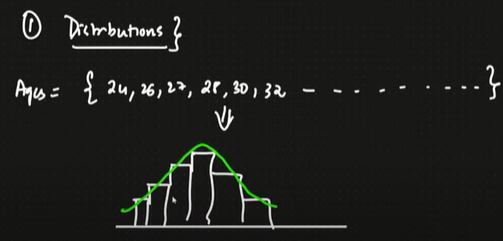 ① Distributions }
Ages = { 24, 26, 27, 28, 30, 32 - - - - - - - - - - }